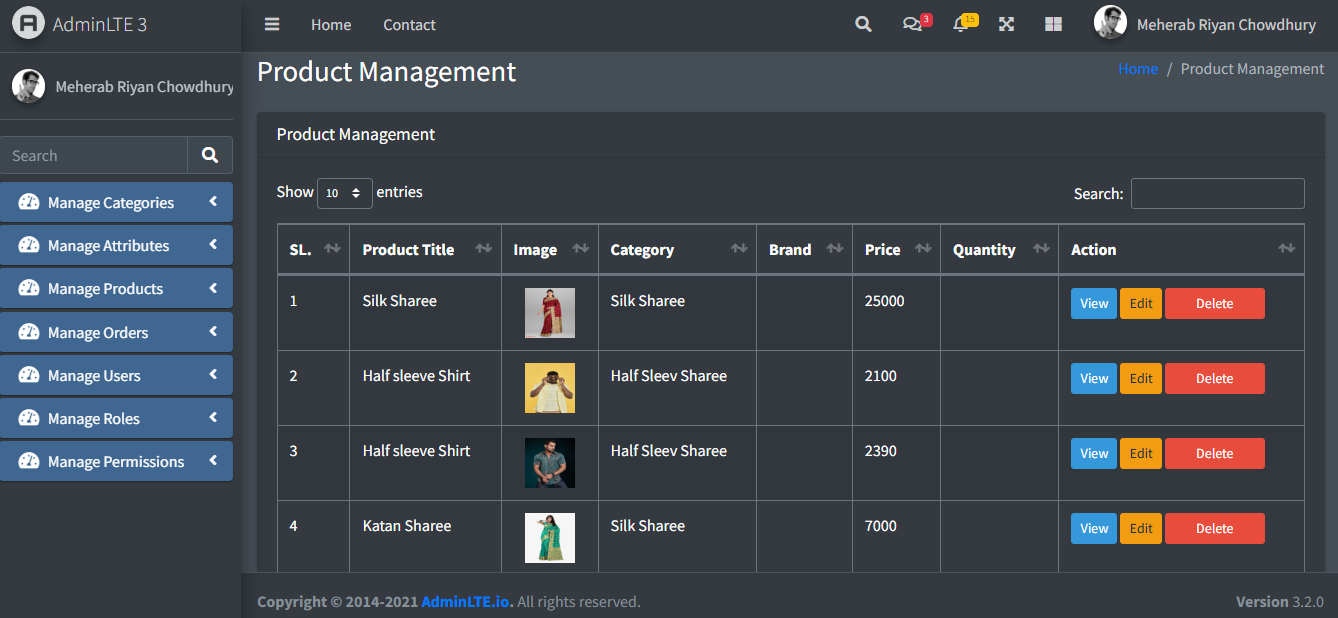 AdminLTE 3
Home Contact
3
15
Meherab Riyan Chowdhury
Meherab Riyan Chowdhury
Search
Manage Categories
Manage Attributes
Manage Products
Manage Orders
Manage Users
Manage Roles
Manage Permissions
Product Management
Home / Product Management
Product Management
Show 10 entries
Search:
SL. Product Title Image Category Brand Price Quantity Action
1 Silk Sharee Silk Sharee 25000 View Edit Delete
2 Half sleeve Shirt Half Sleev Sharee 2100 View Edit Delete
3 Half sleeve Shirt Half Sleev Sharee 2390 View Edit Delete
4 Katan Sharee Silk Sharee 7000 View Edit Delete
Copyright © 2014-2021 AdminLTE.io. All rights reserved.
Version 3.2.0